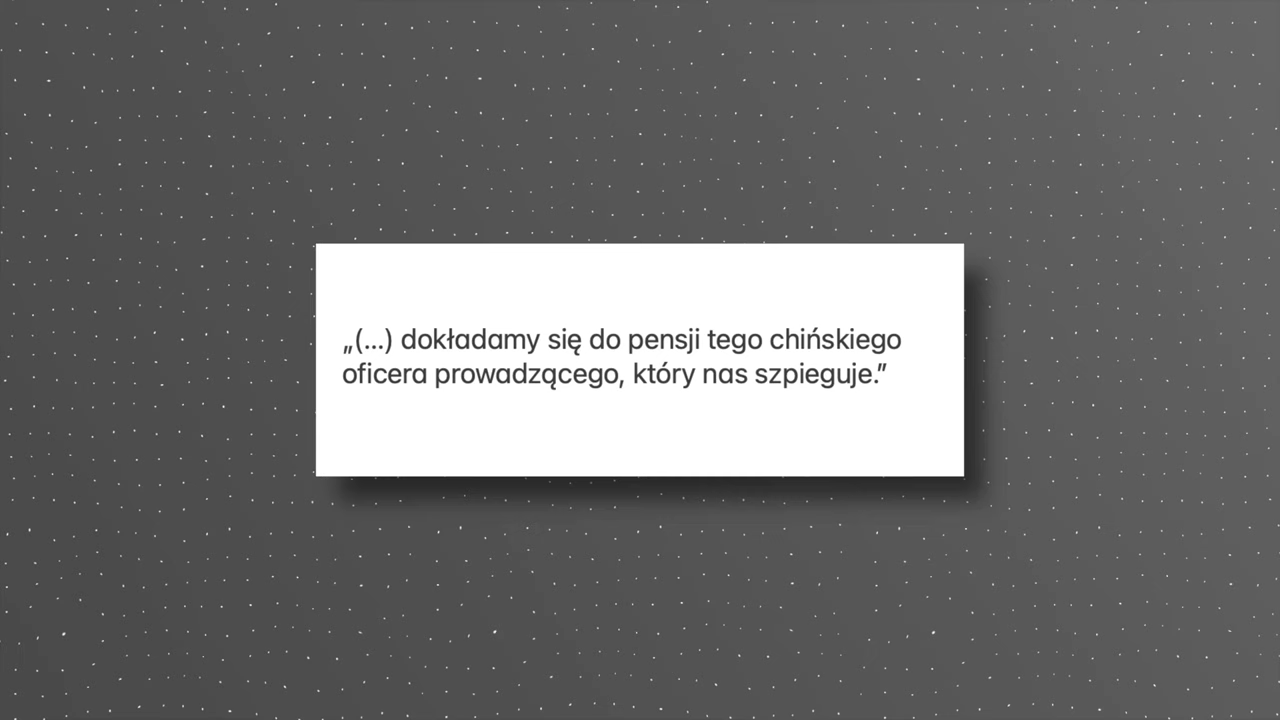 „(...) dokładamy się do pensji tego chińskiego
oficera prowadzącego, który nas szpieguje.”